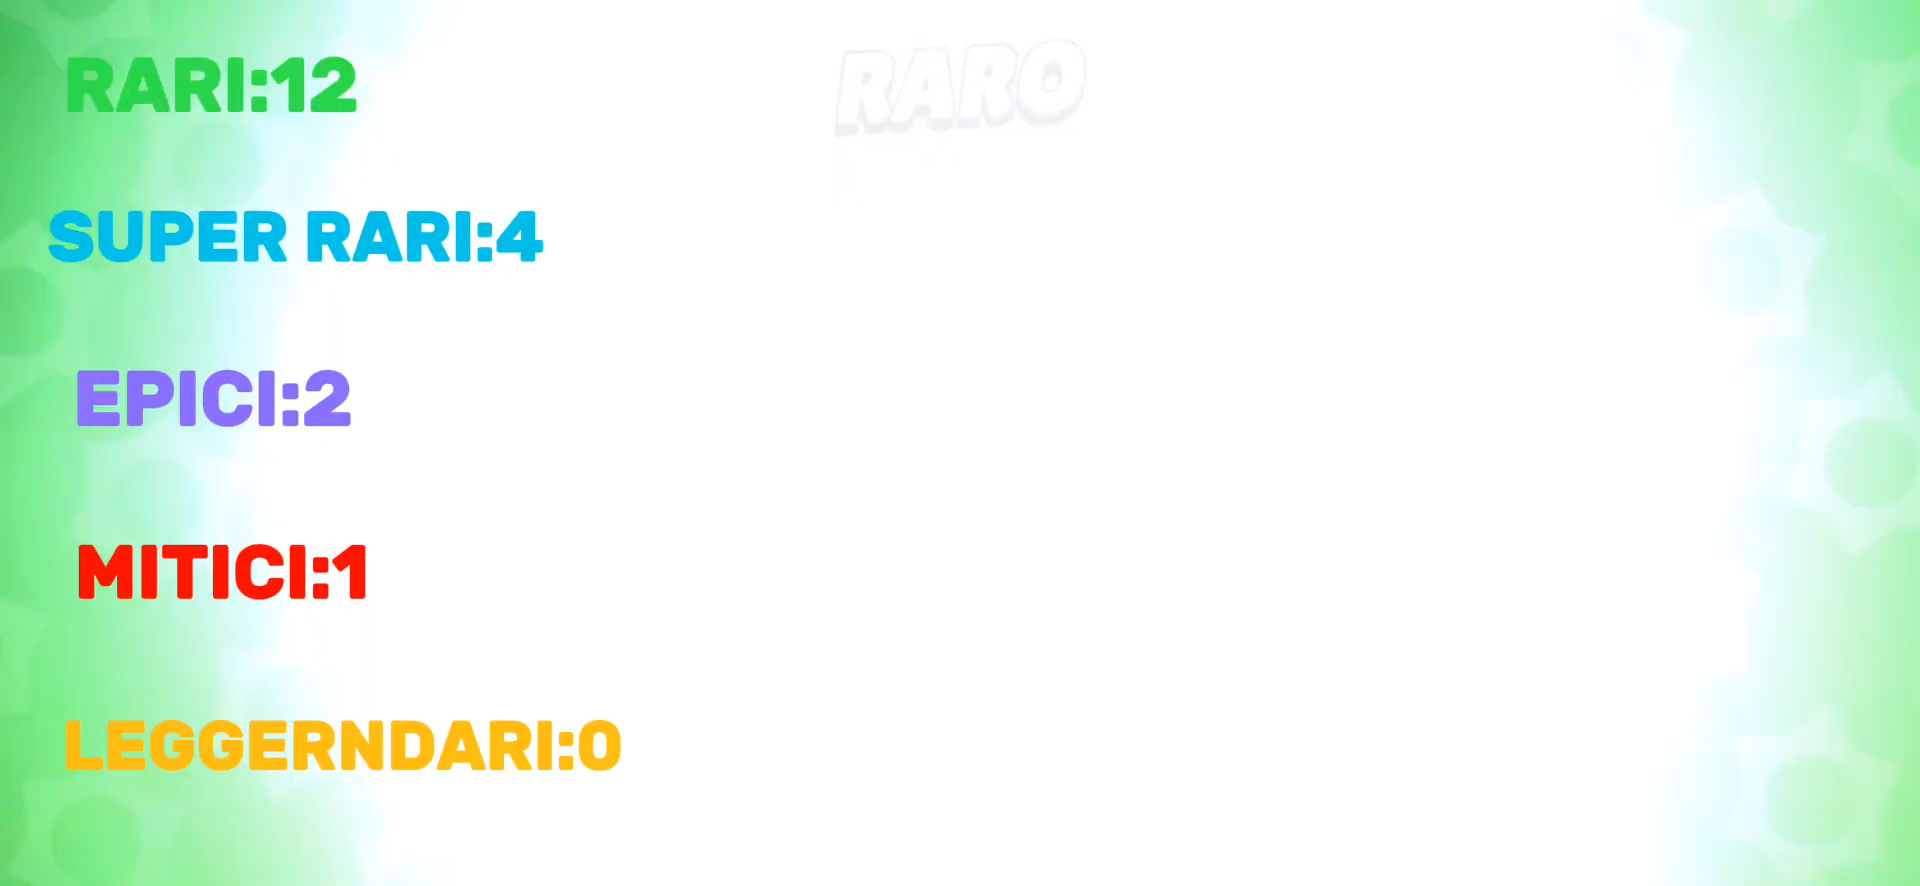 RARO
RARI:12
SUPER RARI:4
EPICI:2
MITICI:1
LEGGERNDARI:0